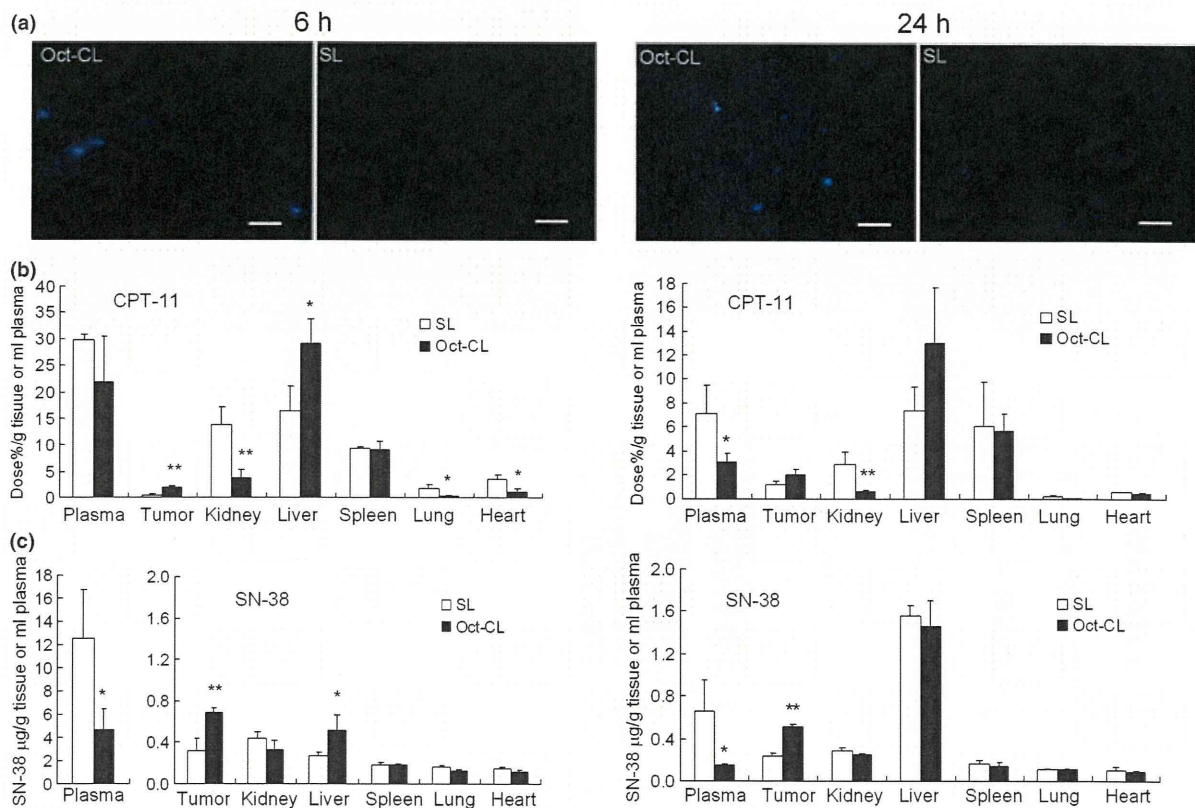 6 h
24 h
(a)
Oct-CL
SL
Oct-CL
SL
(b)
CPT-11
SL
Oct-CL
Dose%/g tisuue or ml plasma
40
35
30
25
20
15
10
5
0
*
**
**
*
*
Plasma Tumor Kidney Liver Spleen Lung Heart
CPT-11
SL
Oct-CL
Dose%/g tissue or ml plasma
18
16
14
12
10
8
6
4
2
0
*
**
Plasma Tumor Kidney Liver Spleen Lung Heart
(c)
SN-38 µg/g tissue or ml plasma
18
16
14
12
10
8
6
4
2
0
*
Plasma
2.0
1.6
1.2
0.8
0.4
0.0
SN-38
SL
Oct-CL
**
*
Tumor Kidney Liver Spleen Lung Heart
SN-38 µg/g tissue or ml plasma
2.0
1.6
1.2
0.8
0.4
0.0
SN-38
SL
Oct-CL
*
**
Plasma Tumor Kidney Liver Spleen Lung Heart